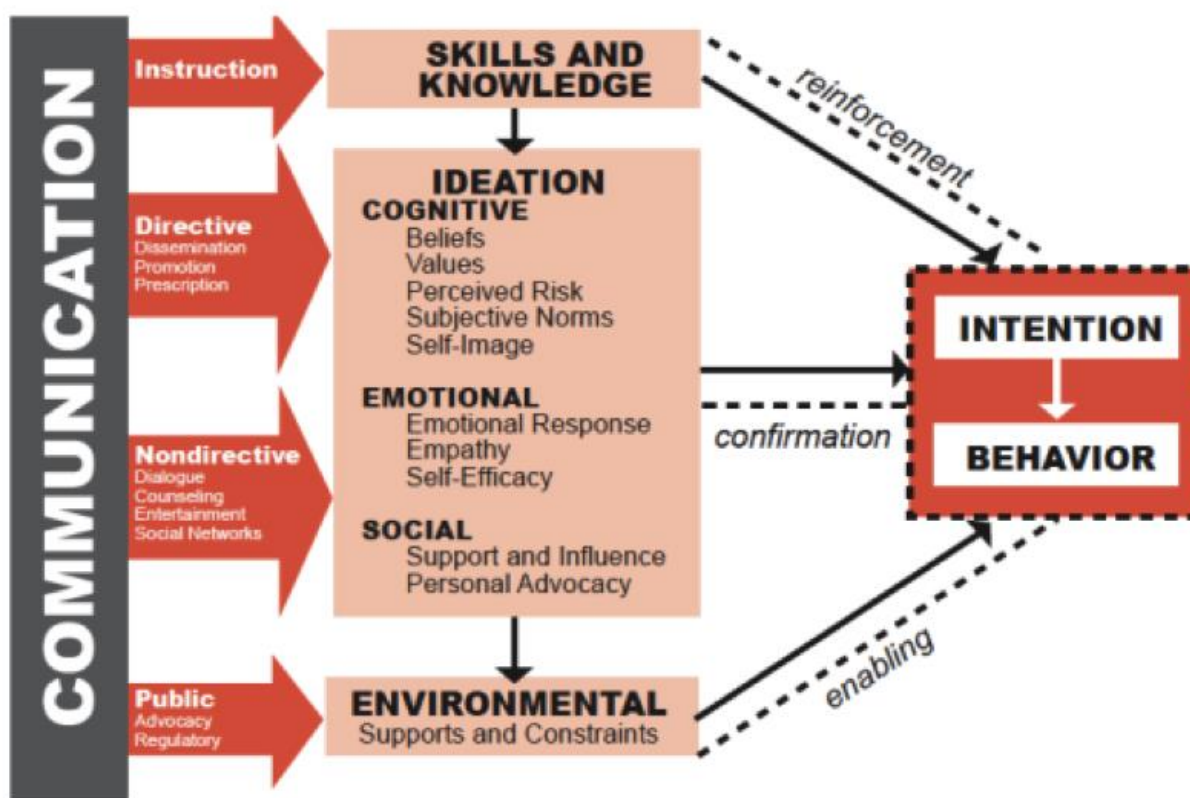 COMMUNICATION
Instruction
Directive
Dissemination
Promotion
Prescription
Nondirective
Dialogue
Counseling
Entertainment
Social Networks
Public
Advocacy
Regulatory
SKILLS AND
KNOWLEDGE
IDEATION
COGNITIVE
Beliefs
Values
Perceived Risk
Subjective Norms
Self-Image
EMOTIONAL
Emotional Response
Empathy
Self-Efficacy
SOCIAL
Support and Influence
Personal Advocacy
ENVIRONMENTAL
Supports and Constraints
reinforcement
confirmation
enabling
INTENTION
BEHAVIOR